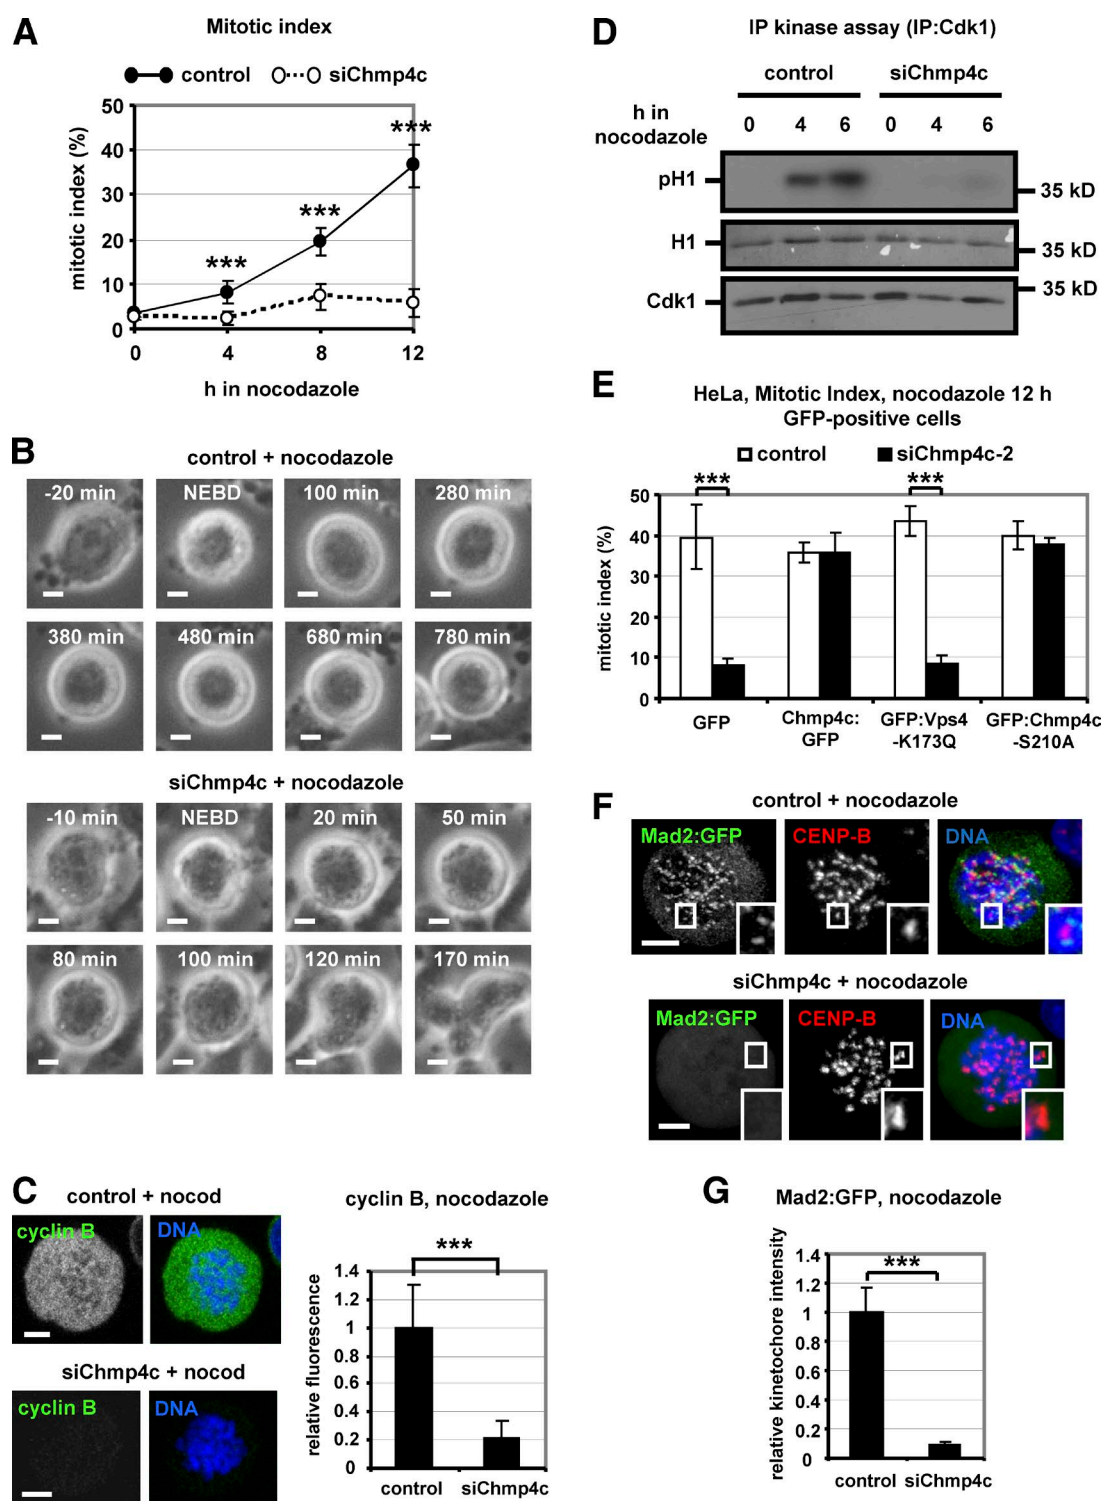 A
Mitotic index
control siChmp4c
mitotic index (%)
50
40
30
20
10
0
***
***
***
0 4 8 12
h in nocodazole
B
control + nocodazole
-20 min NEBD 100 min 280 min
380 min 480 min 680 min 780 min
siChmp4c + nocodazole
-10 min NEBD 20 min 50 min
80 min 100 min 120 min 170 min
C
control + nocod
cyclin B DNA
siChmp4c + nocod
cyclin B DNA
cyclin B, nocodazole
***
relative fluorescence
1.4
1.2
1
0.8
0.6
0.4
0.2
0
control siChmp4c
D
IP kinase assay (IP:Cdk1)
control siChmp4c
h in
nocodazole
0 4 6 0 4 6
pH1 35 kD
H1 35 kD
Cdk1 35 kD
E
HeLa, Mitotic Index, nocodazole 12 h
GFP-positive cells
control siChmp4c-2
*** ***
mitotic index (%)
50
40
30
20
10
0
GFP
Chmp4c:
GFP
GFP:Vps4
-K173Q
GFP:Chmp4c
-S210A
F
control + nocodazole
Mad2:GFP CENP-B DNA
siChmp4c + nocodazole
Mad2:GFP CENP-B DNA
G
Mad2:GFP, nocodazole
***
relative kinetochore intensity
1.4
1.2
1
0.8
0.6
0.4
0.2
0
control siChmp4c